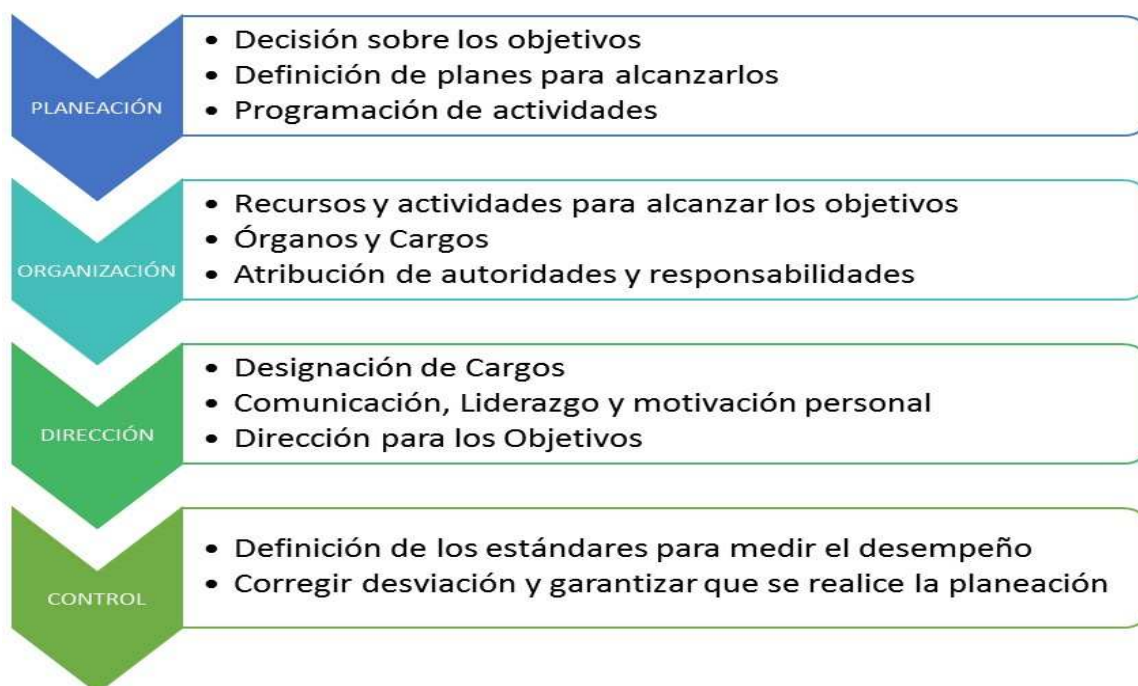 PLANEACIÓN
• Decisión sobre los objetivos
• Definición de planes para alcanzarlos
• Programación de actividades
ORGANIZACIÓN
• Recursos y actividades para alcanzar los objetivos
• Órganos y Cargos
• Atribución de autoridades y responsabilidades
DIRECCIÓN
• Designación de Cargos
• Comunicación, Liderazgo y motivación personal
• Dirección para los Objetivos
CONTROL
• Definición de los estándares para medir el desempeño
• Corregir desviación y garantizar que se realice la planeación